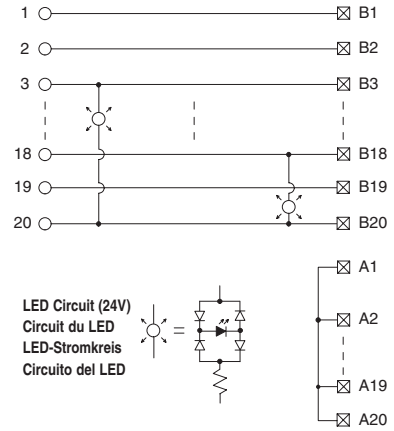 1 B1
2 B2
3 B3
18 B18
19 B19
20 B20
A1
LED Circuit (24V)
Circuit du LED
LED-Stromkreis
Circuito del LED
=
A2
A19
A20